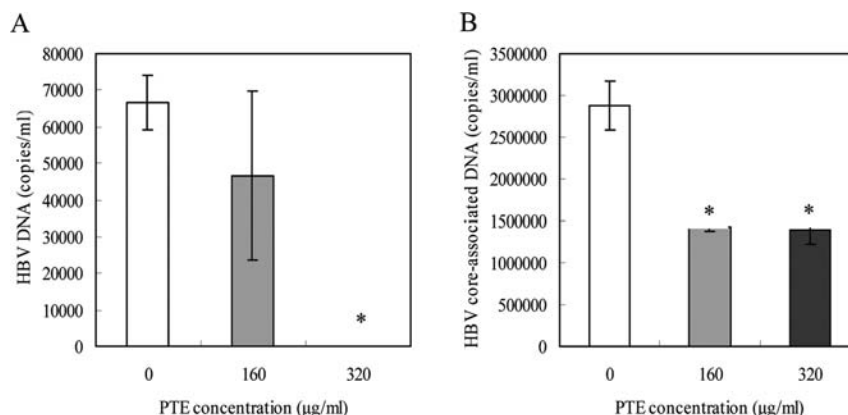 A
HBV DNA (copies/ml)
80000
70000
60000
50000
40000
30000
20000
10000
0
*
0 160 320
PTE concentration (μg/ml)
B
HBV core-associated DNA (copies/ml)
3500000
3000000
2500000
2000000
1500000
1000000
500000
0
* *
0 160 320
PTE concentration (μg/ml)